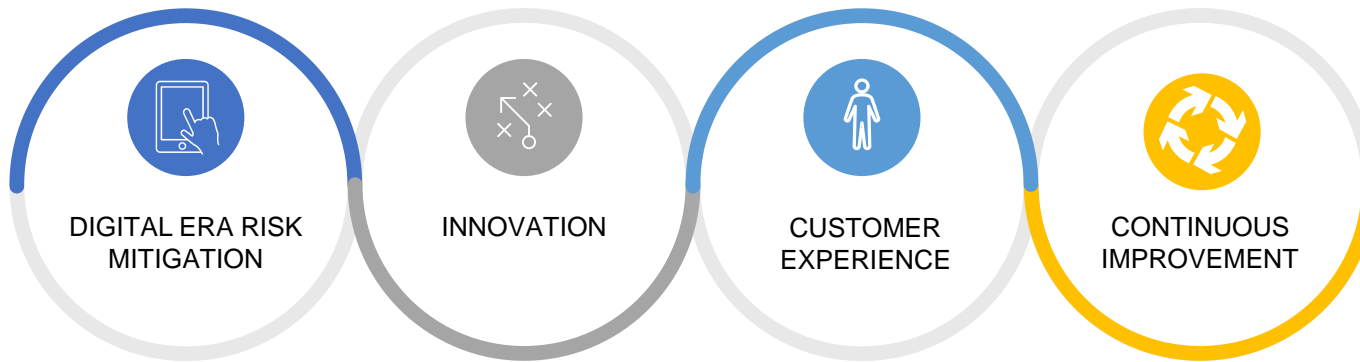 DIGITAL ERA RISK
MITIGATION
INNOVATION
CUSTOMER
EXPERIENCE
CONTINUOUS
IMPROVEMENT